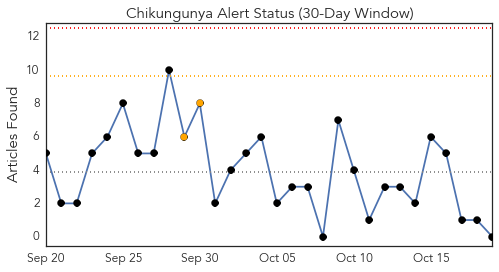 Chikungunya Alert Status (30-Day Window)
Articles Found
12
10
8
6
4
2
0
Sep 20 Sep 25 Sep 30 Oct 05 Oct 10 Oct 15